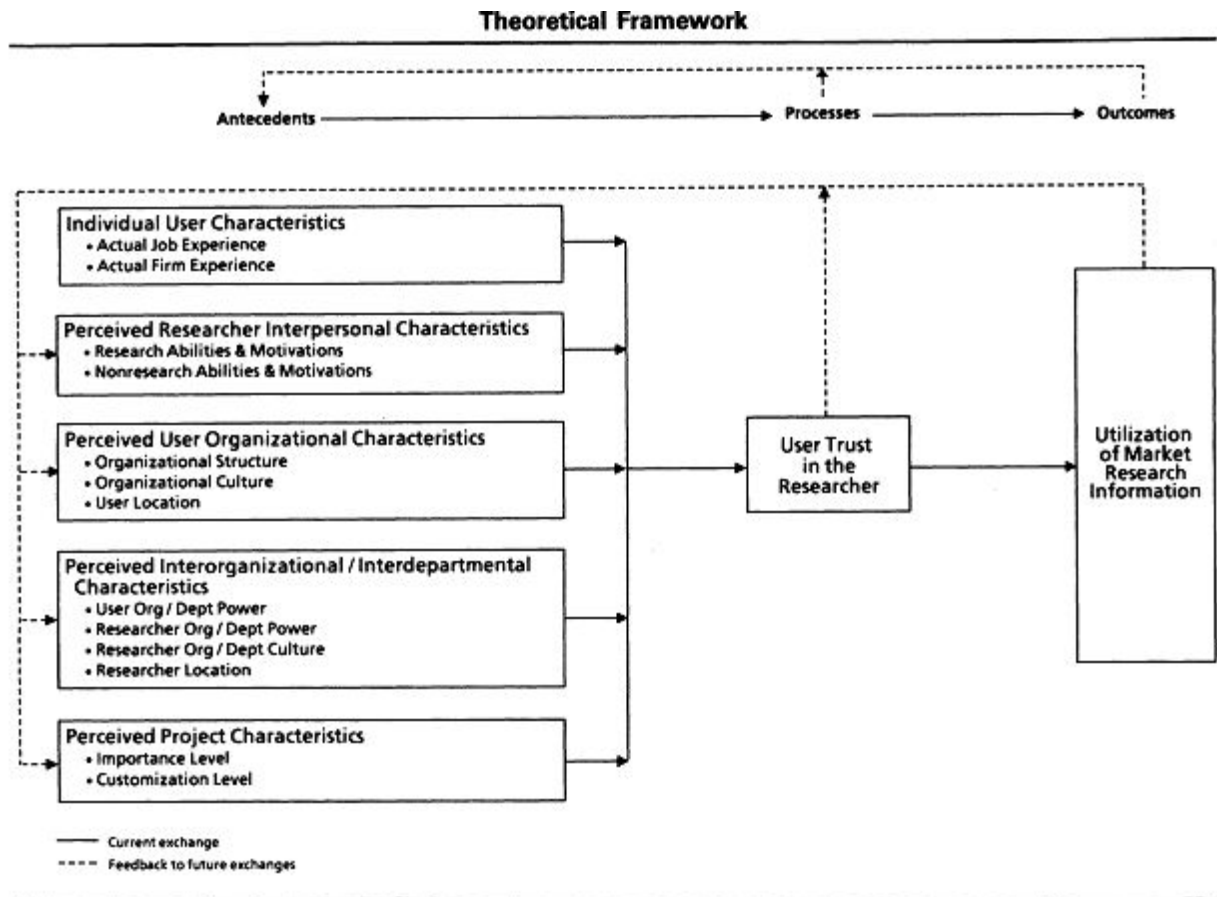 Theoretical Framework
Antecedents
Processes
Outcomes
Individual User Characteristics
• Actual Job Experience
• Actual Firm Experience
Perceived Researcher Interpersonal Characteristics
• Research Abilities & Motivations
• Nonresearch Abilities & Motivations
Perceived User Organizational Characteristics
• Organizational Structure
• Organizational Culture
• User Location
Perceived Interorganizational / Interdepartmental
Characteristics
• User Org / Dept Power
• Researcher Org / Dept Power
• Researcher Org / Dept Culture
• Researcher Location
Perceived Project Characteristics
• Importance Level
• Customization Level
User Trust
in the
Researcher
Utilization
of Market
Research
Information
Current exchange
Feedback to future exchanges